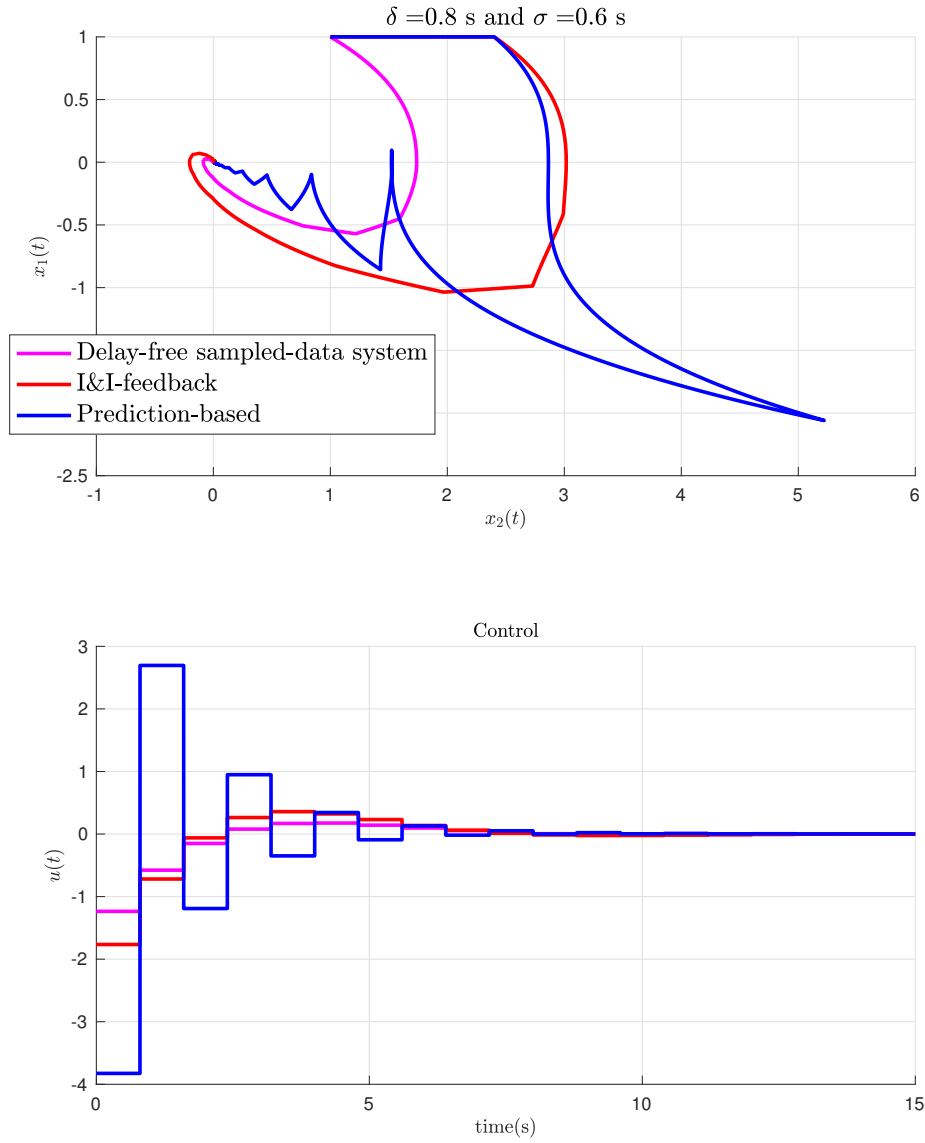 δ =0.8 s and σ =0.6 s
1
0.5
0
-0.5
-1
-2.5
x₁(t)
Delay-free sampled-data system
I&I-feedback
Prediction-based
-1
0
1
2
3
4
5
6
x₂(t)
Control
3
2
1
0
-1
-2
-3
-4
u(t)
0
5
10
15
time(s)